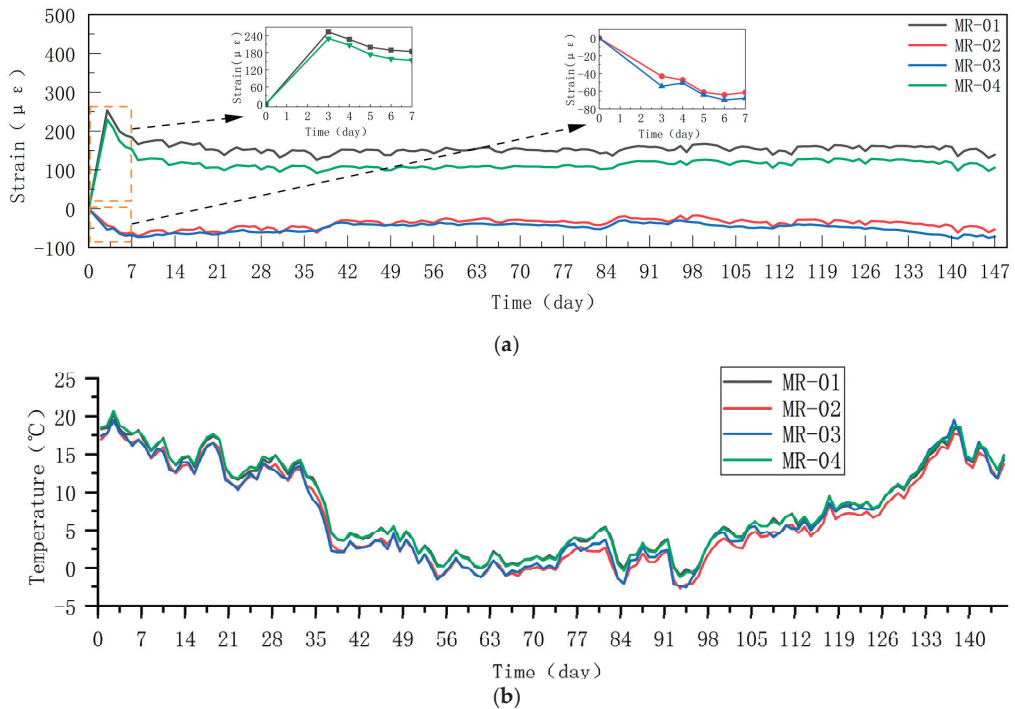 500
400
300
200
100
0
-100
Strain (με)
0 7 14 21 28 35 42 49 56 63 70 77 84 91 98 105 112 119 126 133 140 147
Time (day)
MR-01
MR-02
MR-03
MR-04
240
180
120
60
0
Strain(με)
0 1 2 3 4 5 6 7
Time(day)
0
-20
-40
-60
-80
Strain(με)
0 1 2 3 4 5 6 7
Time(day)
(a)
25
20
15
10
5
0
-5
Temperature (℃)
0 7 14 21 28 35 42 49 56 63 70 77 84 91 98 105 112 119 126 133 140
Time (day)
MR-01
MR-02
MR-03
MR-04
(b)